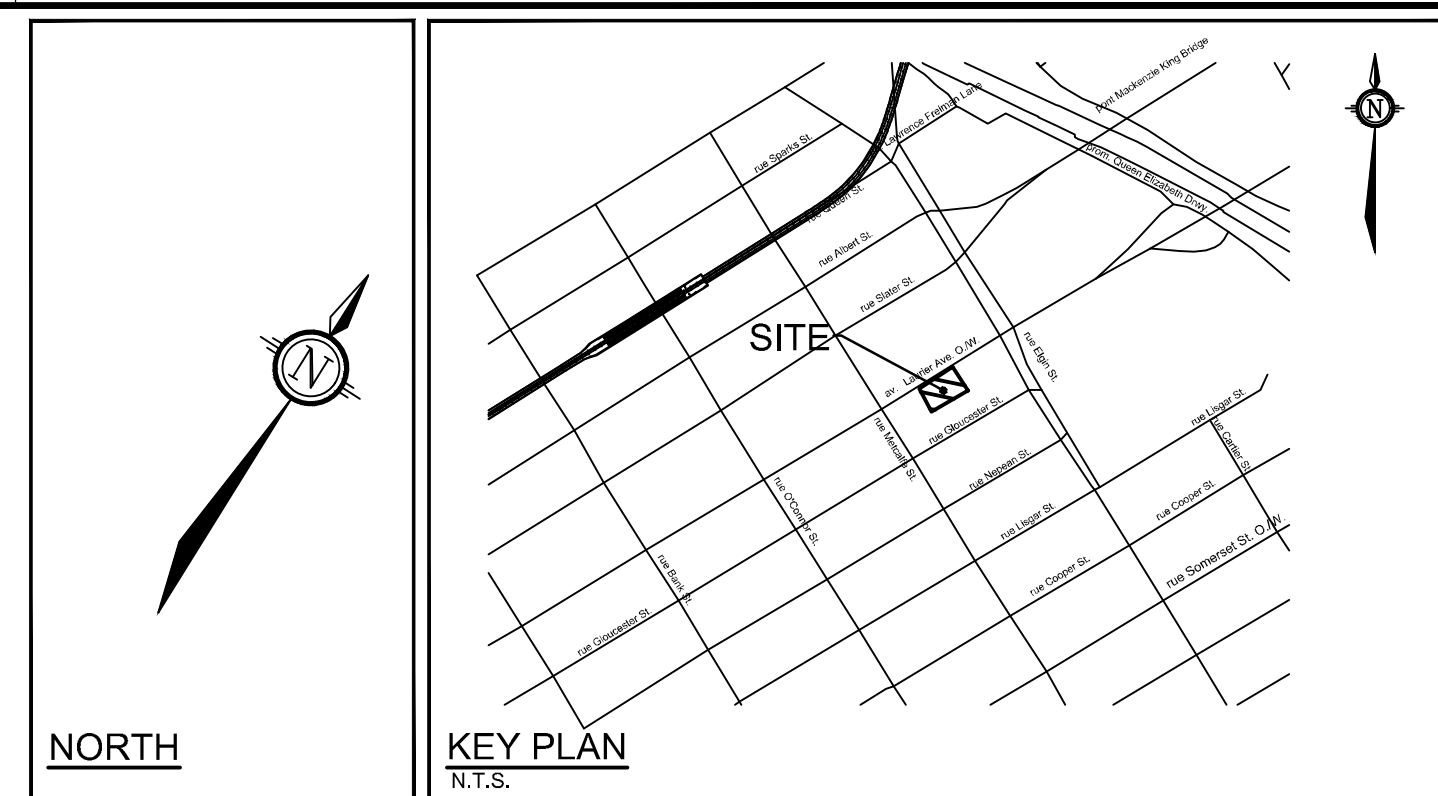 NORTH
N
KEY PLAN
N.T.S.
N
SITE
pont Mackenzie King Bridge
Lawrence Freiman Lane
prom. Queen Elizabeth Drwy.
rue Sparks St.
rue Queen St.
rue Albert St.
rue Slater St.
av. Laurier Ave. O./W.
rue Elgin St.
rue Gloucester St.
rue Metcalfe St.
rue Nepean St.
rue Lisgar St.
rue Lisgar St.
rue Cartier St.
rue Cooper St.
rue Cooper St.
rue Somerset St. O./W.
rue O'Connor St.
rue Bank St.
rue Gloucester St.